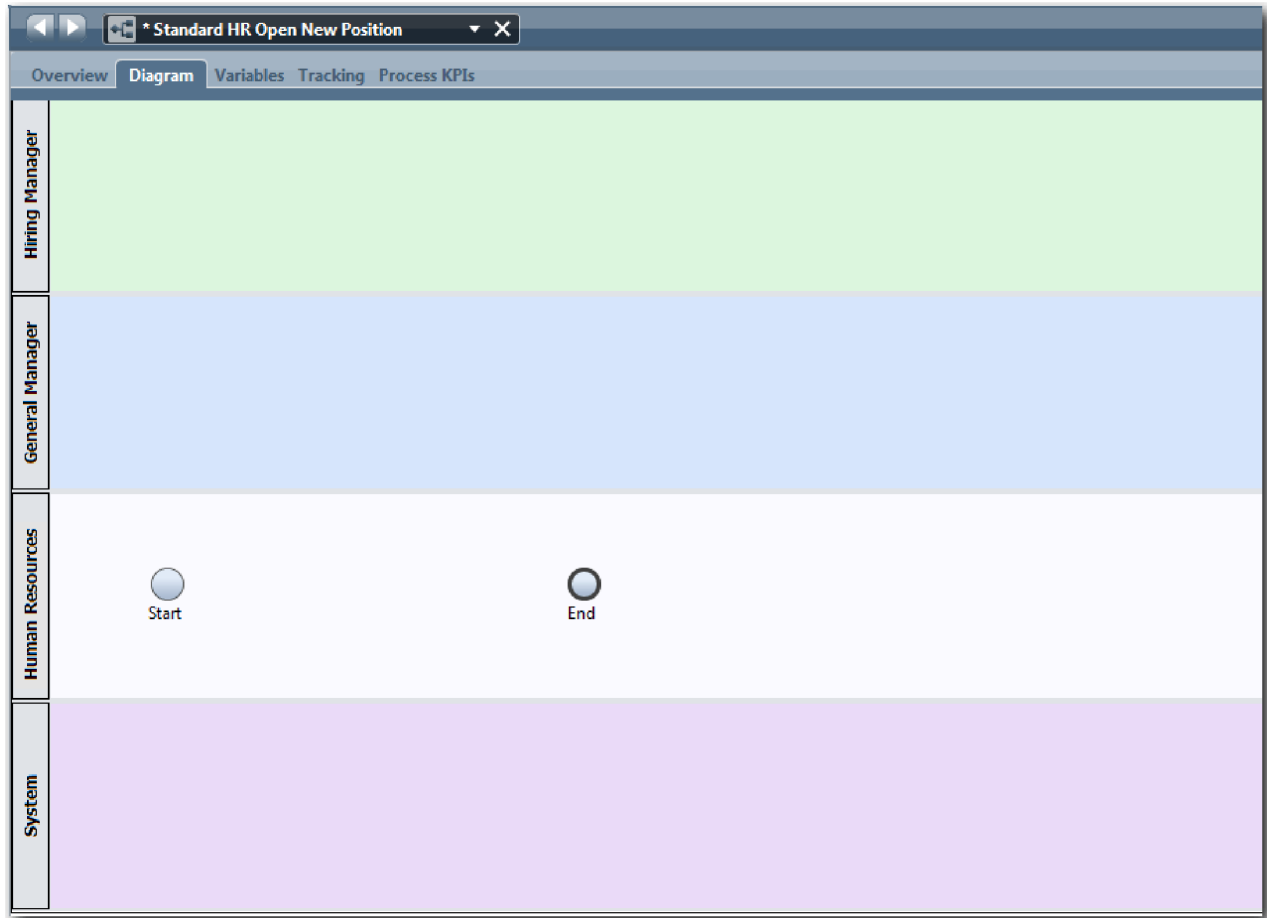 * Standard HR Open New Position
Overview Diagram Variables Tracking Process KPIs
Hiring Manager
General Manager
Human Resources
Start End
System